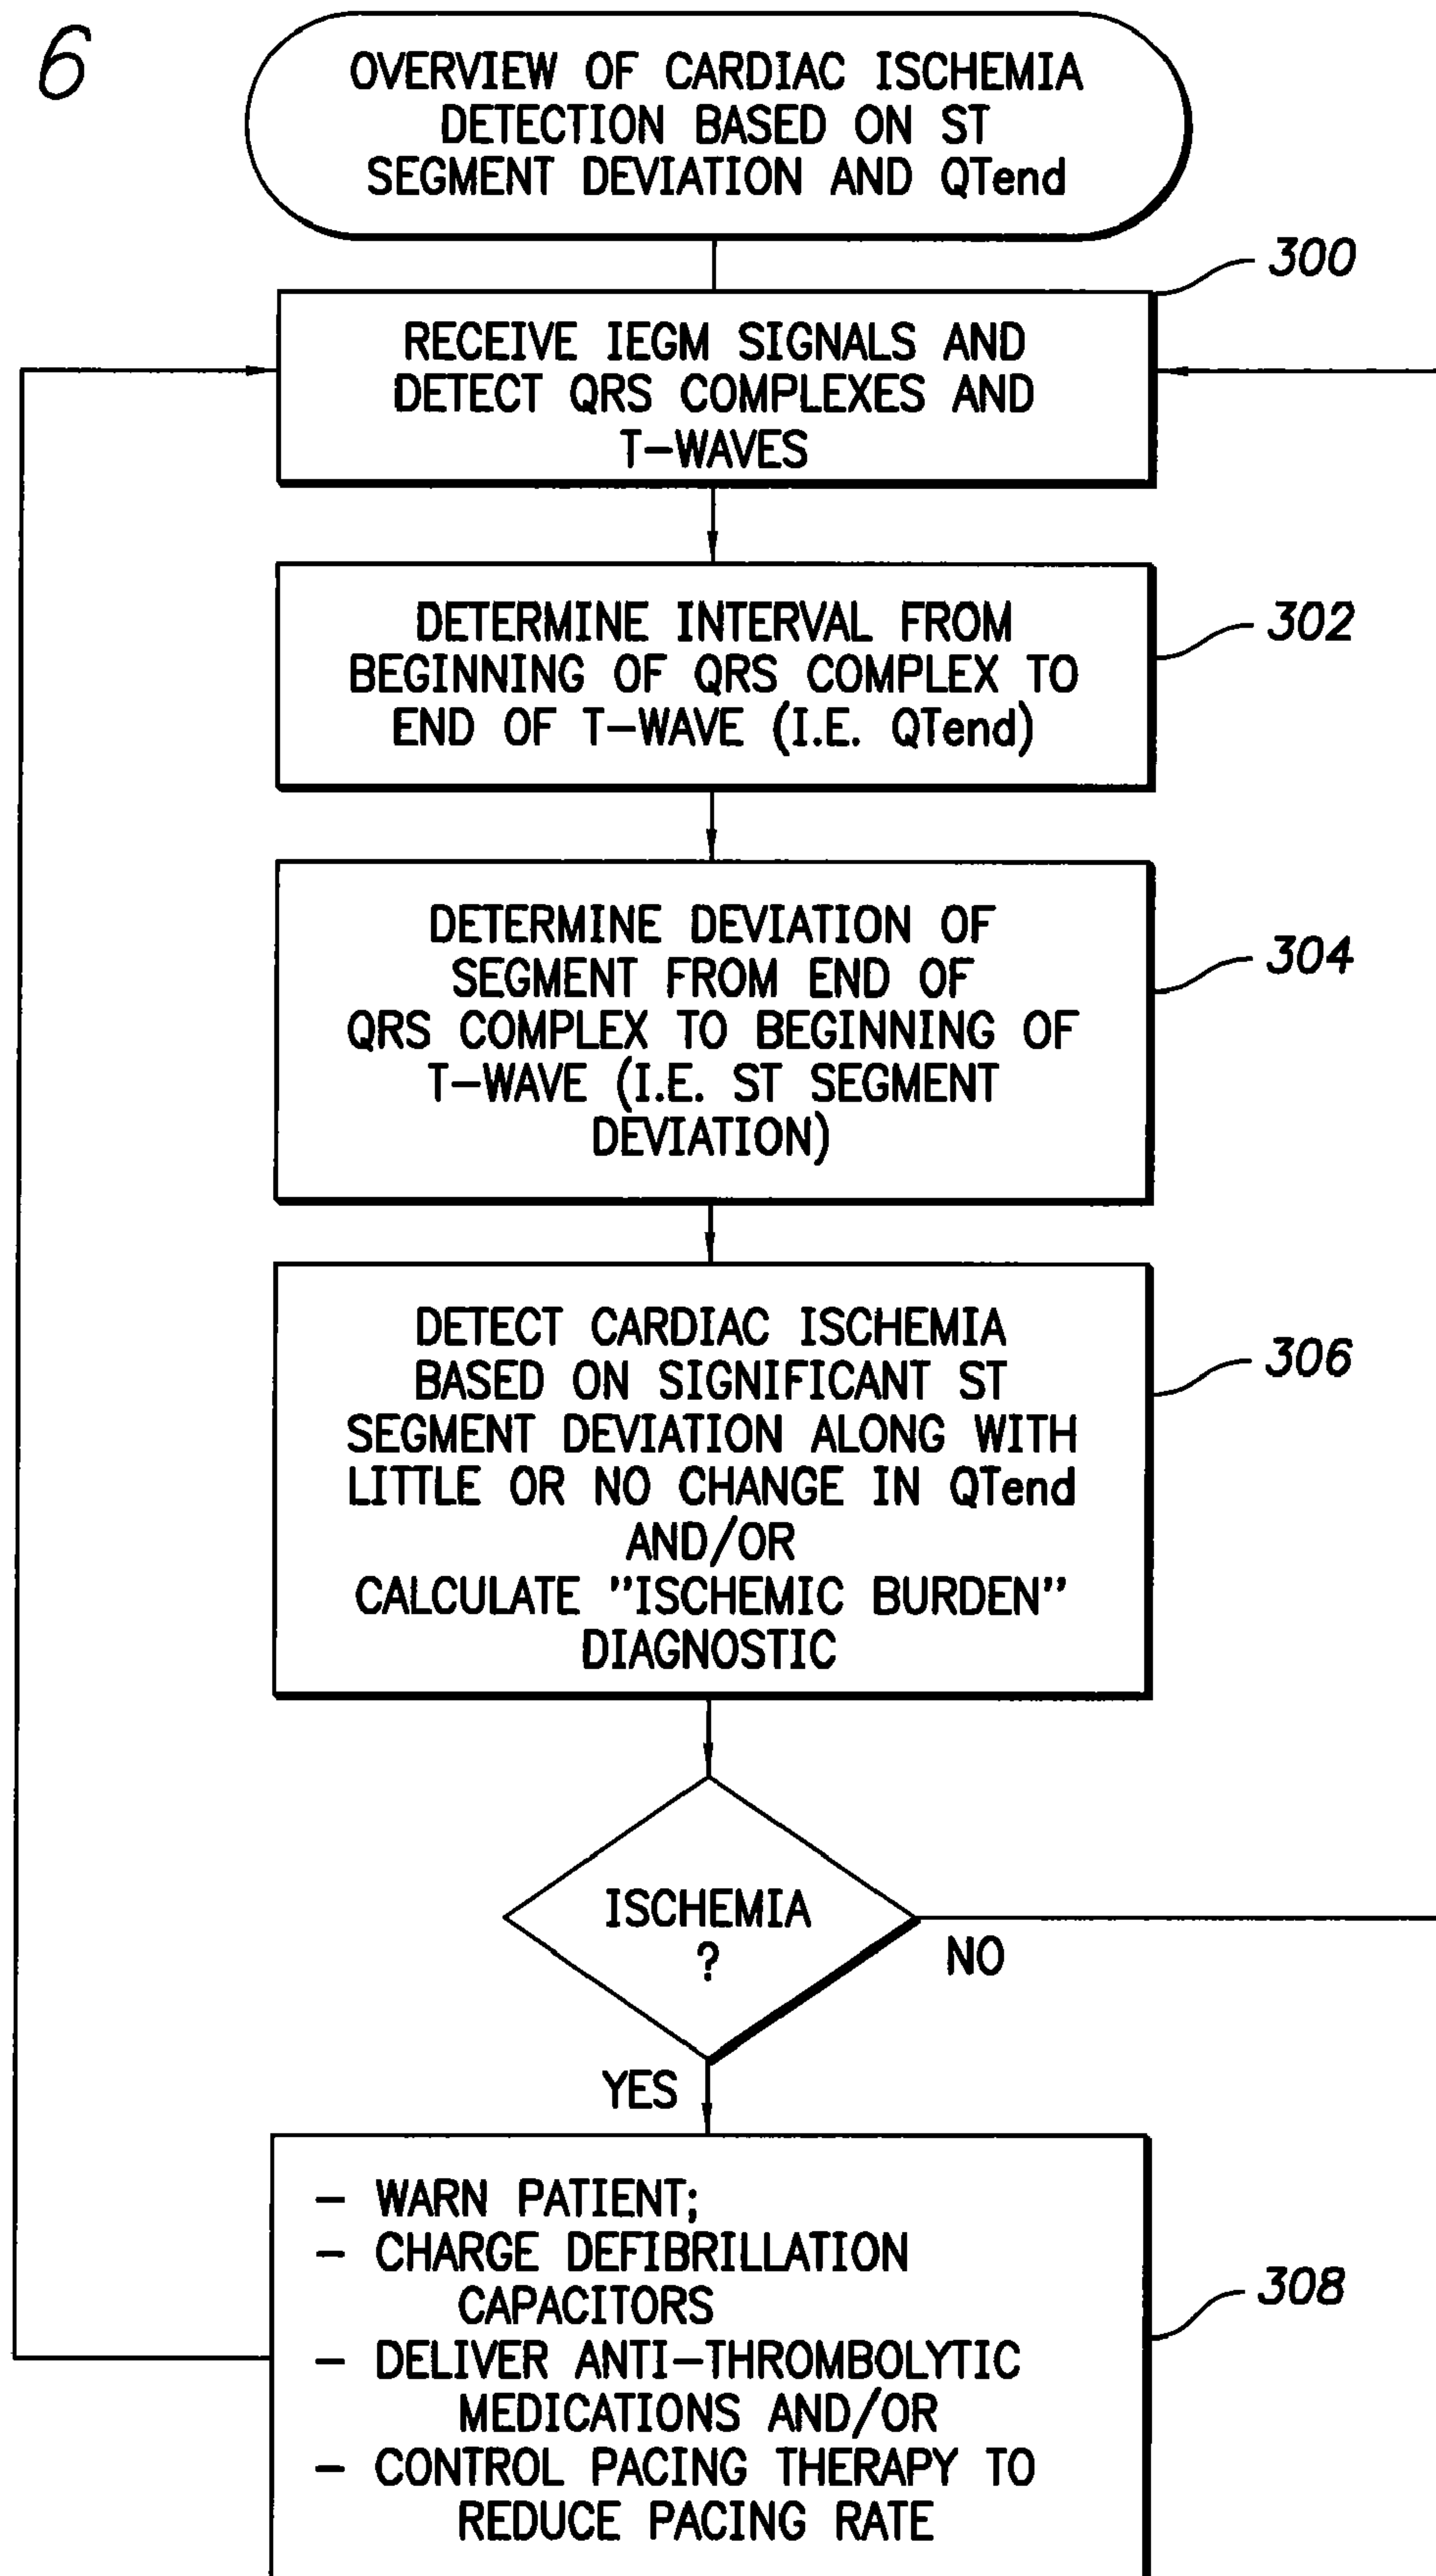 6
OVERVIEW OF CARDIAC ISCHEMIA
DETECTION BASED ON ST
SEGMENT DEVIATION AND QTend
300
RECEIVE IEGM SIGNALS AND
DETECT QRS COMPLEXES AND
T-WAVES
302
DETERMINE INTERVAL FROM
BEGINNING OF QRS COMPLEX TO
END OF T-WAVE (I.E. QTend)
304
DETERMINE DEVIATION OF
SEGMENT FROM END OF
QRS COMPLEX TO BEGINNING OF
T-WAVE (I.E. ST SEGMENT
DEVIATION)
306
DETECT CARDIAC ISCHEMIA
BASED ON SIGNIFICANT ST
SEGMENT DEVIATION ALONG WITH
LITTLE OR NO CHANGE IN QTend
AND/OR
CALCULATE "ISCHEMIC BURDEN"
DIAGNOSTIC
ISCHEMIA
?
NO
YES
308
- WARN PATIENT;
- CHARGE DEFIBRILLATION
CAPACITORS
- DELIVER ANTI-THROMBOLYTIC
MEDICATIONS AND/OR
- CONTROL PACING THERAPY TO
REDUCE PACING RATE